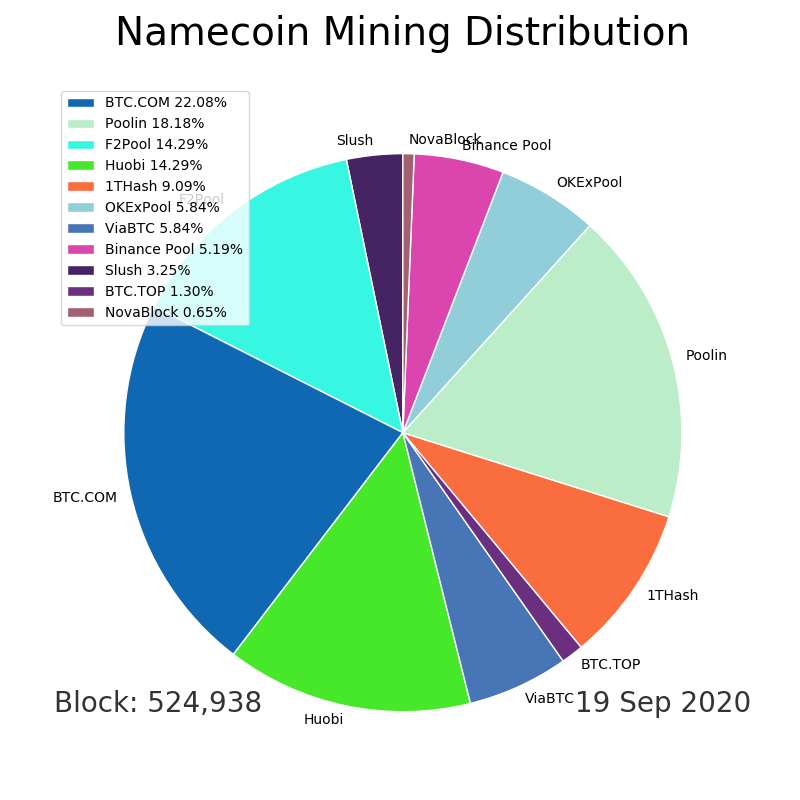 Namecoin Mining Distribution
BTC.COM 22.08%
Poolin 18.18%
F2Pool 14.29%
Huobi 14.29%
1THash 9.09%
OKExPool 5.84%
ViaBTC 5.84%
Binance Pool 5.19%
Slush 3.25%
BTC.TOP 1.30%
NovaBlock 0.65%
Slush
NovaBlock
Binance Pool
OKExPool
F2Pool
Poolin
BTC.COM
1THash
BTC.TOP
ViaBTC
Huobi
Block: 524,938
19 Sep 2020